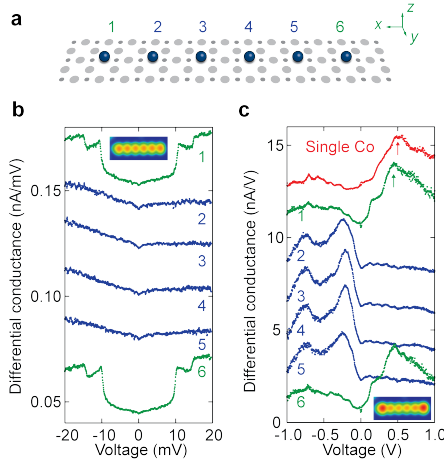 a
1 2 3 4 5 6
z
x
y
b
Differential conductance (nA/mV)
0.15
0.10
0.05
1
2
3
4
5
6
-20 -10 0 10 20
Voltage (mV)
c
Differential conductance (nA/V)
15
10
5
0
Single Co
1
2
3
4
5
6
-1.0 -0.5 0 0.5 1.0
Voltage (V)